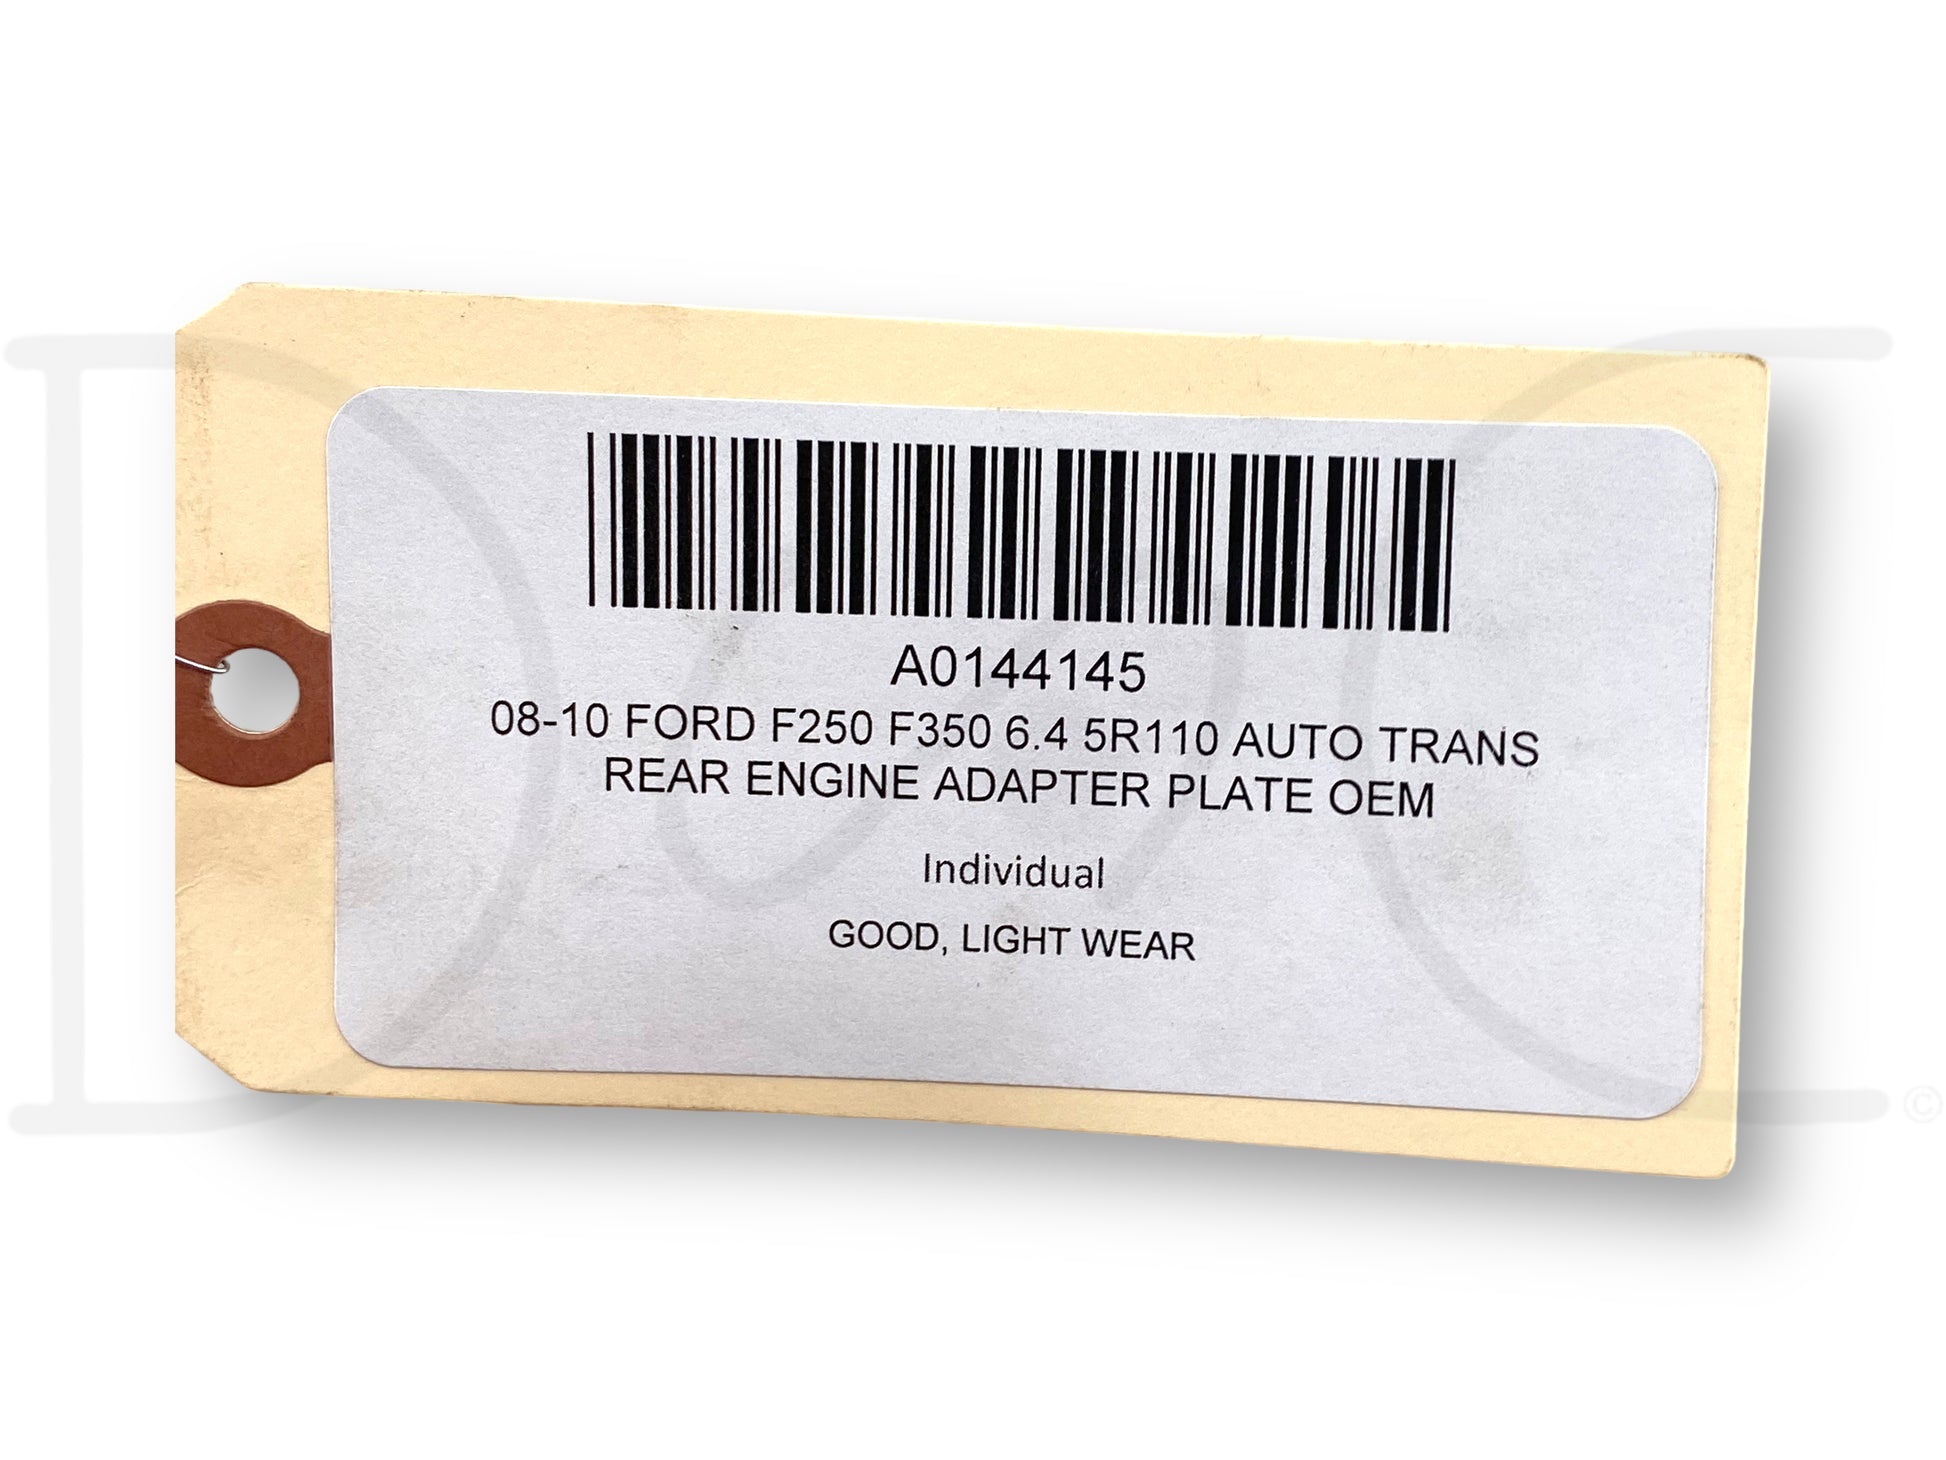 A0144145
08-10 FORD F250 F350 6.4 5R110 AUTO TRANS
REAR ENGINE ADAPTER PLATE OEM
Individual
GOOD, LIGHT WEAR
©